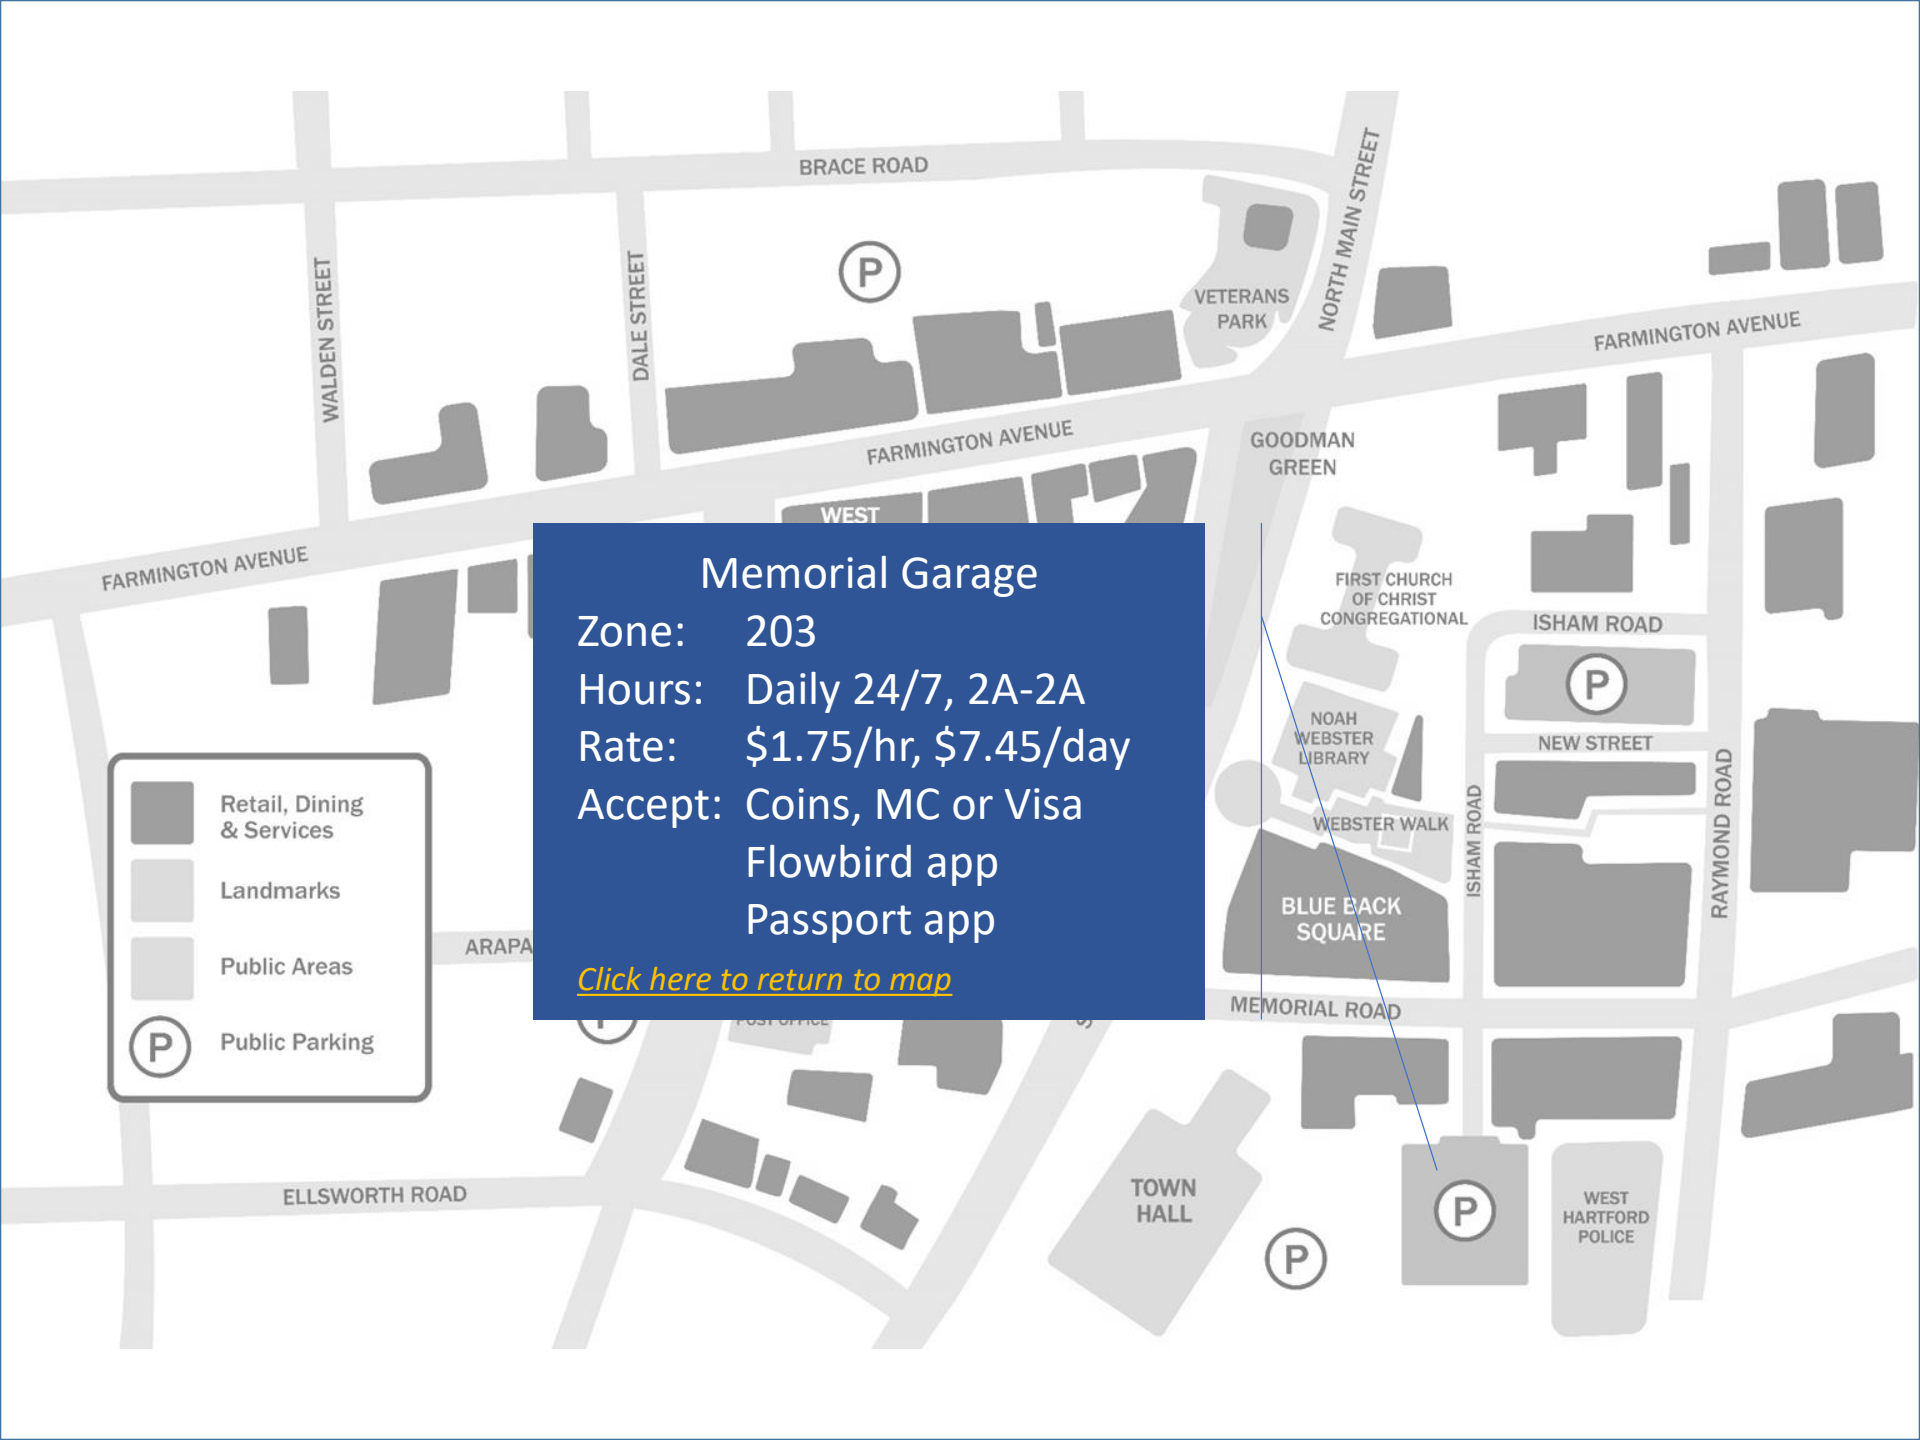 BRACE ROAD
NORTH MAIN STREET
WALDEN STREET
DALE STREET
P
VETERANS
PARK
FARMINGTON AVENUE
FARMINGTON AVENUE
GOODMAN
GREEN
WEST
FARMINGTON AVENUE
FIRST CHURCH
OF CHRIST
CONGREGATIONAL
ISHAM ROAD
P
NOAH
WEBSTER
LIBRARY
NEW STREET
RAYMOND ROAD
ISHAM ROAD
WEBSTER WALK
BLUE BACK
SQUARE
MEMORIAL ROAD
Memorial Garage
Zone: 203
Hours: Daily 24/7, 2A-2A
Rate: $1.75/hr, $7.45/day
Accept: Coins, MC or Visa
Flowbird app
Passport app
Click here to return to map
Retail, Dining
& Services
Landmarks
Public Areas
P Public Parking
ARAPA
POST OFFICE
ELLSWORTH ROAD
TOWN
HALL
P
P
WEST
HARTFORD
POLICE